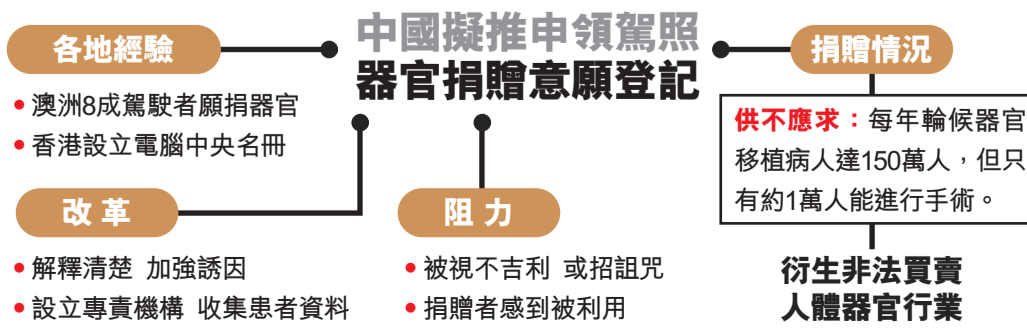 中國擬推申領駕照
器官捐贈意願登記
各地經驗
• 澳洲8成駕駛者願捐器官
• 香港設立電腦中央名冊
改革
• 解釋清楚 加強誘因
• 設立專責機構 收集患者資料
阻力
• 被視不吉利 或招詛咒
• 捐贈者感到被利用
捐贈情況
供不應求：每年輪候器官
移植病人達150萬人，但只
有約1萬人能進行手術。
衍生非法買賣
人體器官行業